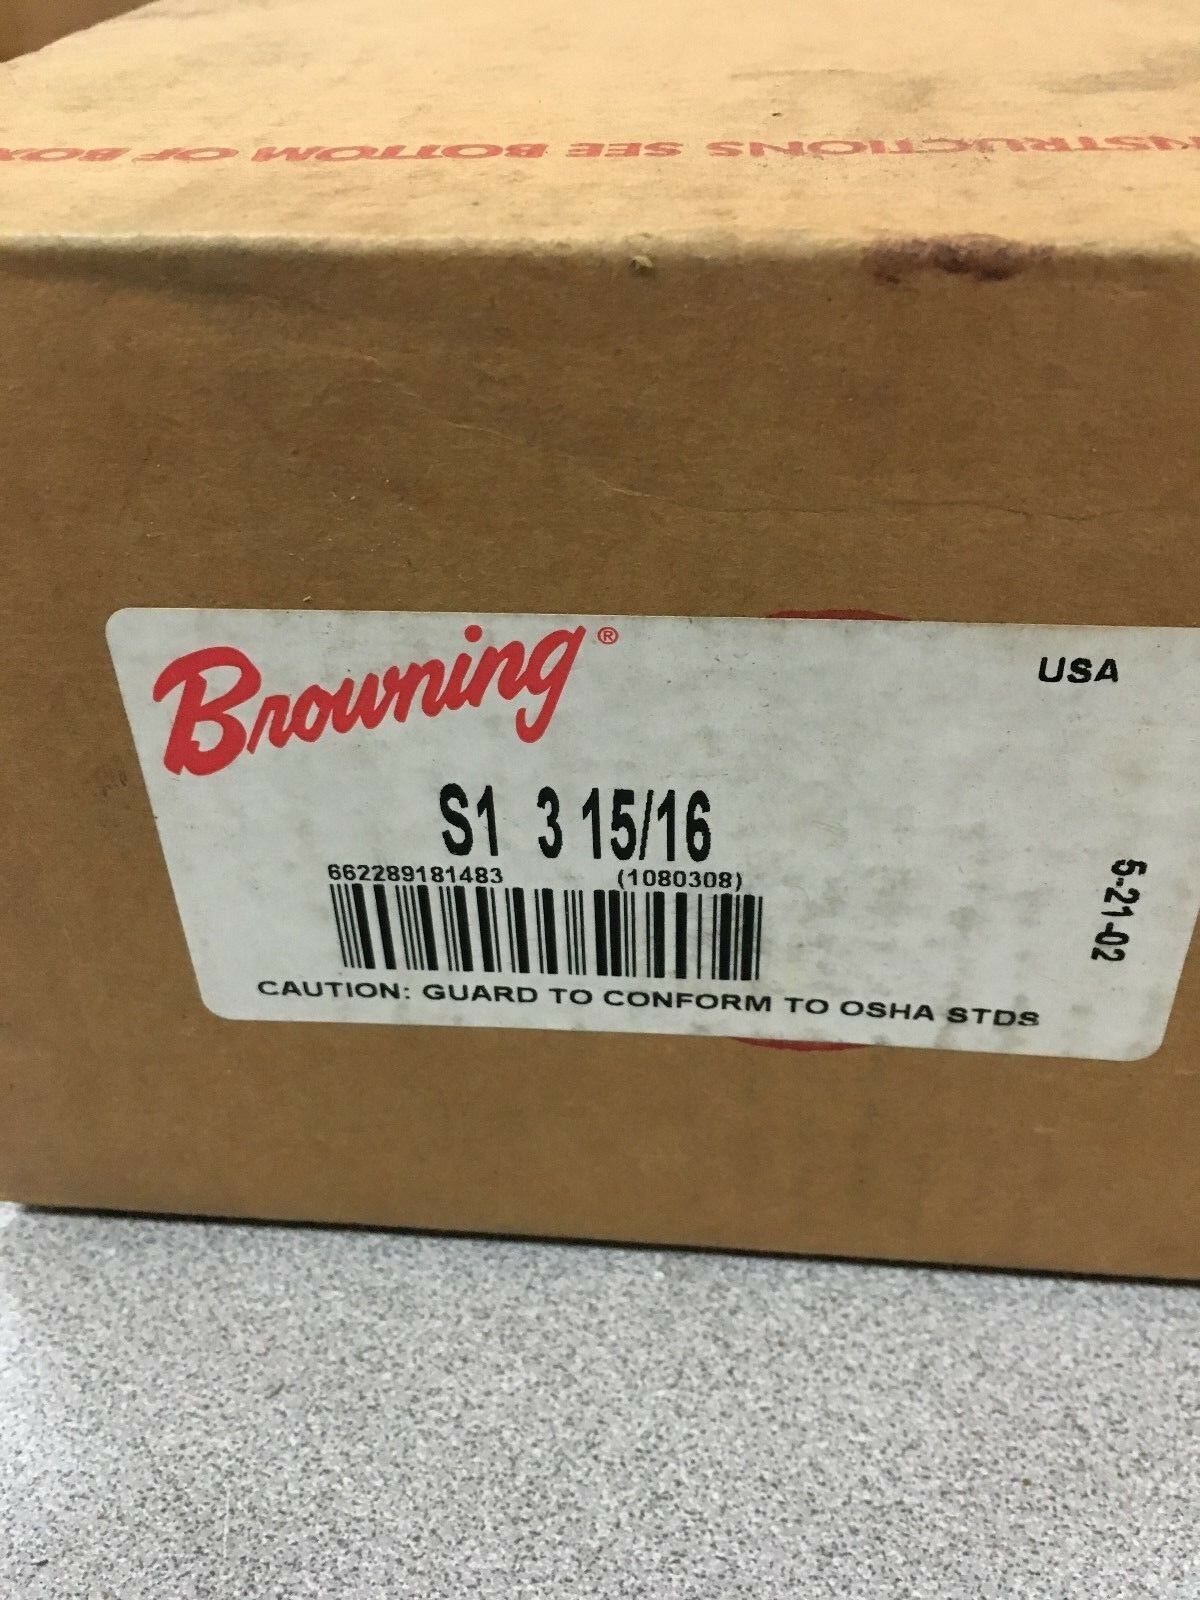 INSTRUCTIONS SEE BOTTOM OF BOX
Browning®
USA
S1 3 15/16
662289181483 (1080308)
5-21-02
CAUTION: GUARD TO CONFORM TO OSHA STDS